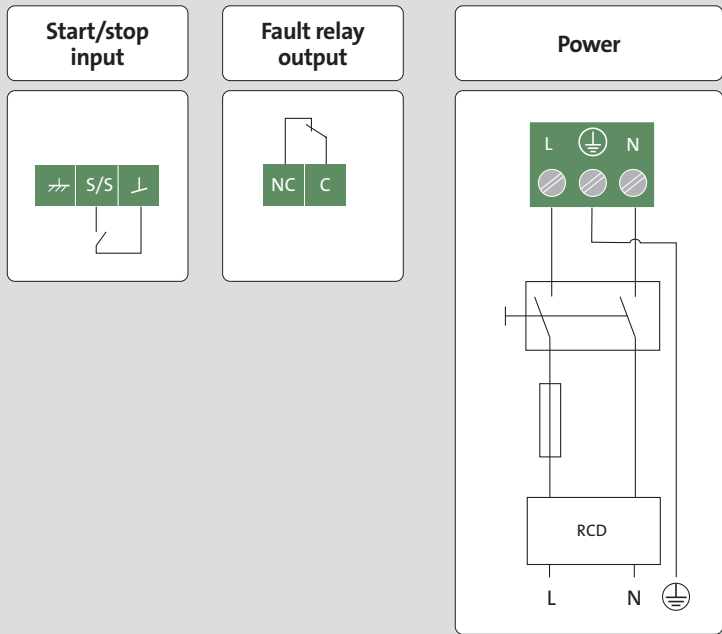 Start/stop
input
Fault relay
output
Power
S/S
NC C
L N
RCD
L N